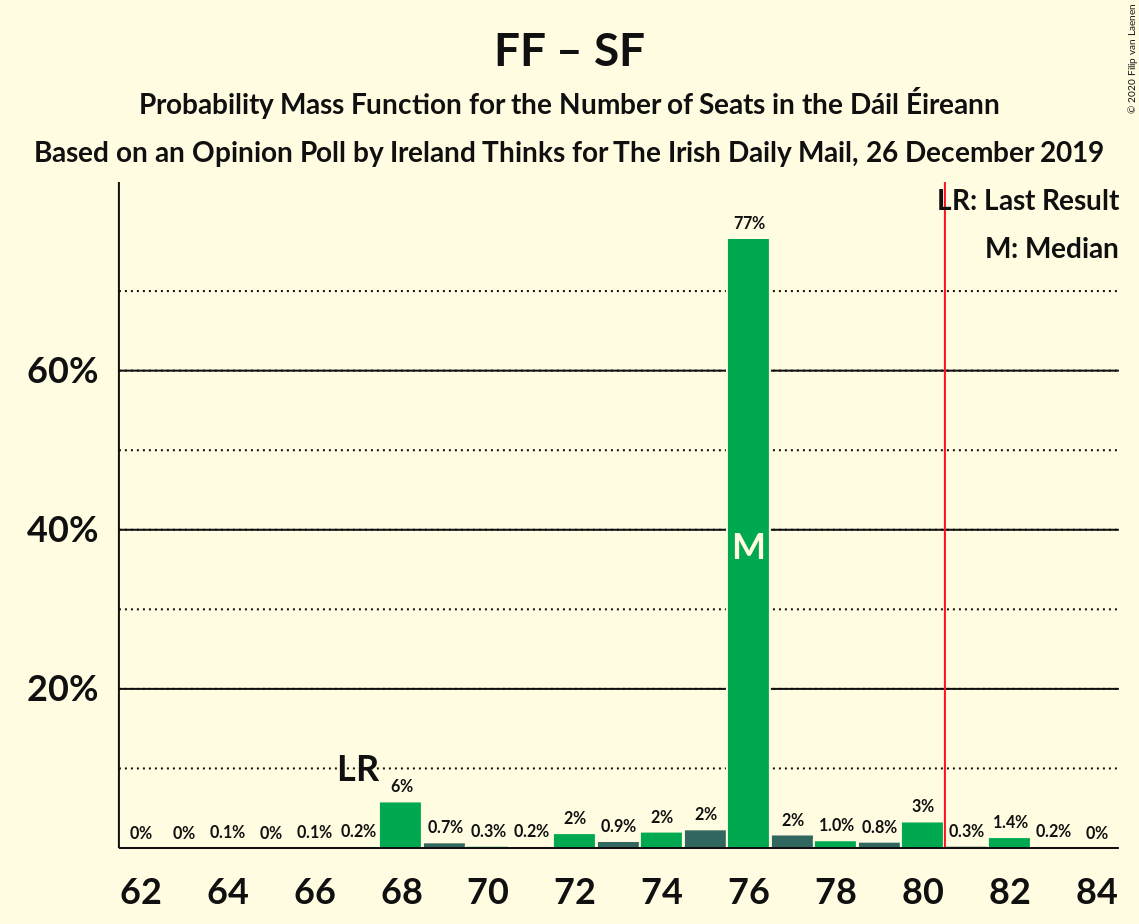 FF – SF
Probability Mass Function for the Number of Seats in the Dáil Éireann
Based on an Opinion Poll by Ireland Thinks for The Irish Daily Mail, 26 December 2019
© 2020 Filip van Laenen
LR: Last Result
M: Median
77%
60%
40%
M
20%
LR
0% 0% 0.1% 0% 0.1% 0.2% 6% 0.7% 0.3% 0.2% 2% 0.9% 2% 2% 2% 1.0% 0.8% 3% 0.3% 1.4% 0.2% 0%
62 64 66 68 70 72 74 76 78 80 82 84